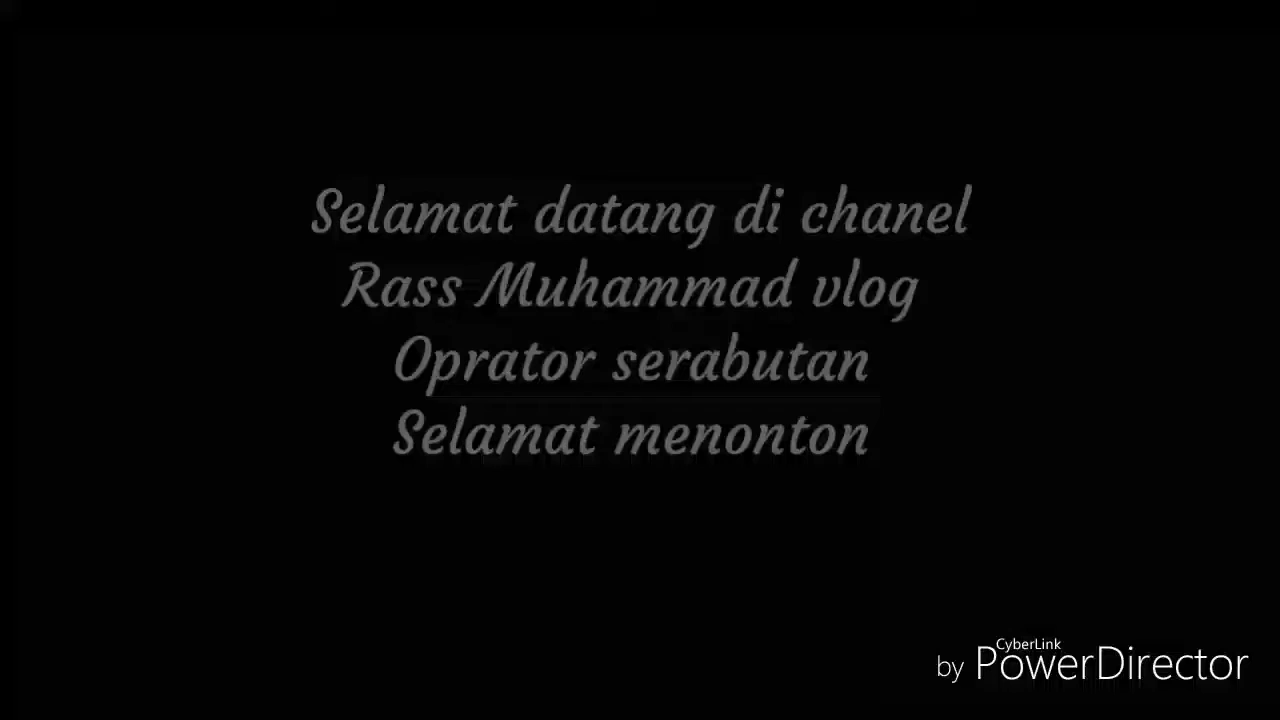 Selamat datang di chanel
Rass Muhammad vlog
Oprator serabutan
Selamat menonton
CyberLink
by PowerDirector